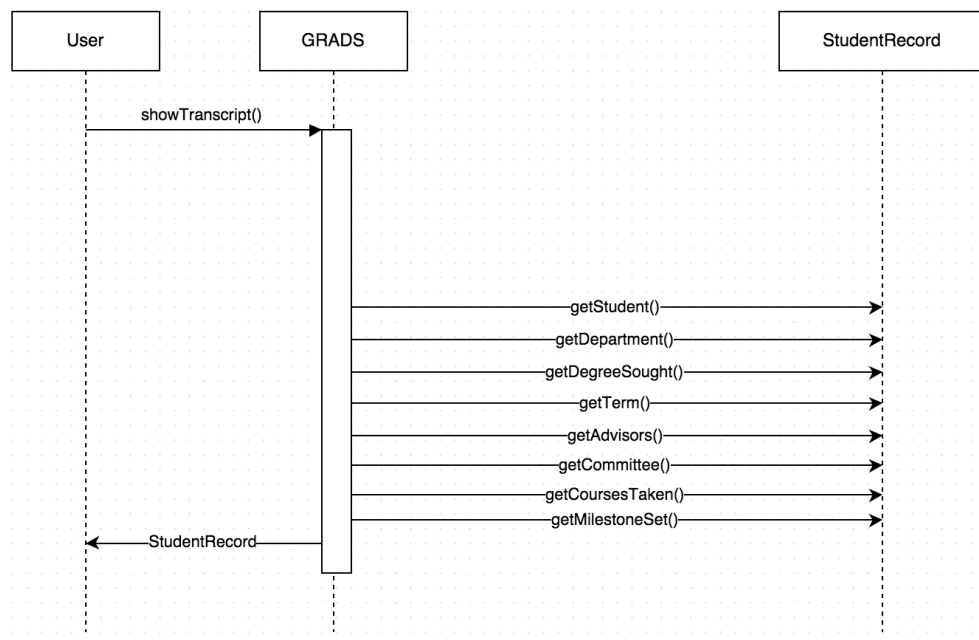 User
GRADS
StudentRecord
showTranscript()
getStudent()
getDepartment()
getDegreeSought()
getTerm()
getAdvisors()
getCommittee()
getCoursesTaken()
getMilestoneSet()
StudentRecord